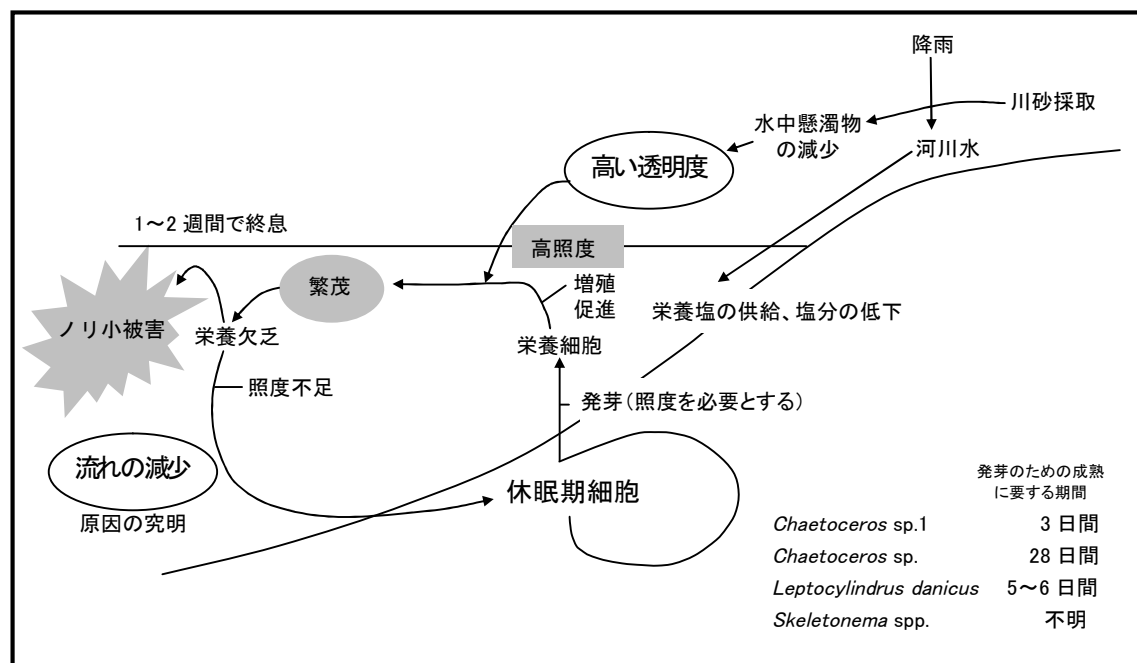 降雨
川砂採取
水中懸濁物
の減少
河川水
高い透明度
1～2 週間で終息
高照度
繁茂
増殖
促進
ノリ小被害
栄養欠乏
栄養細胞
栄養塩の供給、塩分の低下
照度不足
発芽（照度を必要とする）
流れの減少
原因の究明
休眠期細胞
発芽のための成熟
に要する期間
Chaetoceros sp.1 3 日間
Chaetoceros sp. 28 日間
Leptocylindrus danicus 5～6 日間
Skeletonema spp. 不明